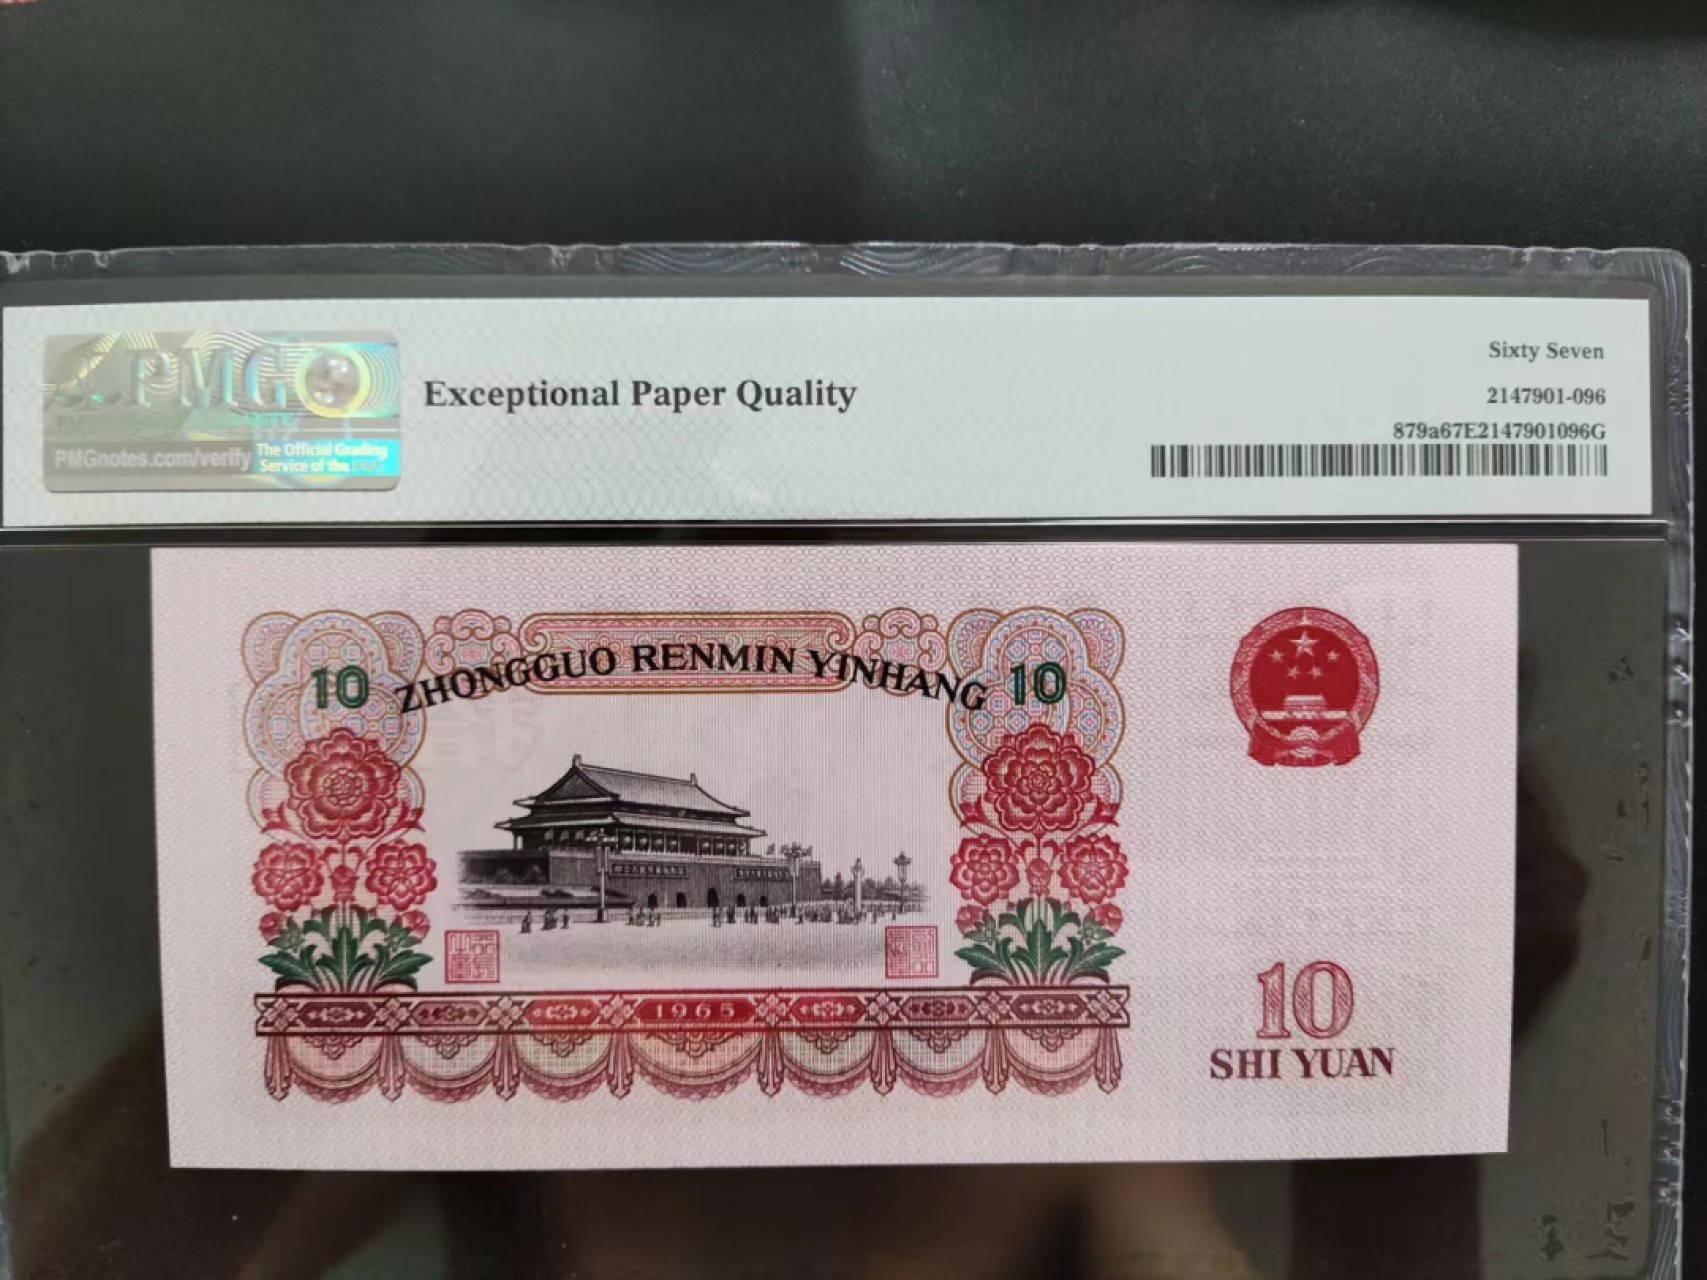 PMG
PMGnotes.com/verify
The Official Grading
Service of the PMG
Exceptional Paper Quality
Sixty Seven
2147901-096
879a67E2147901096G
10 ZHONGGUO RENMIN YINHANG 10
1965
10
SHI YUAN